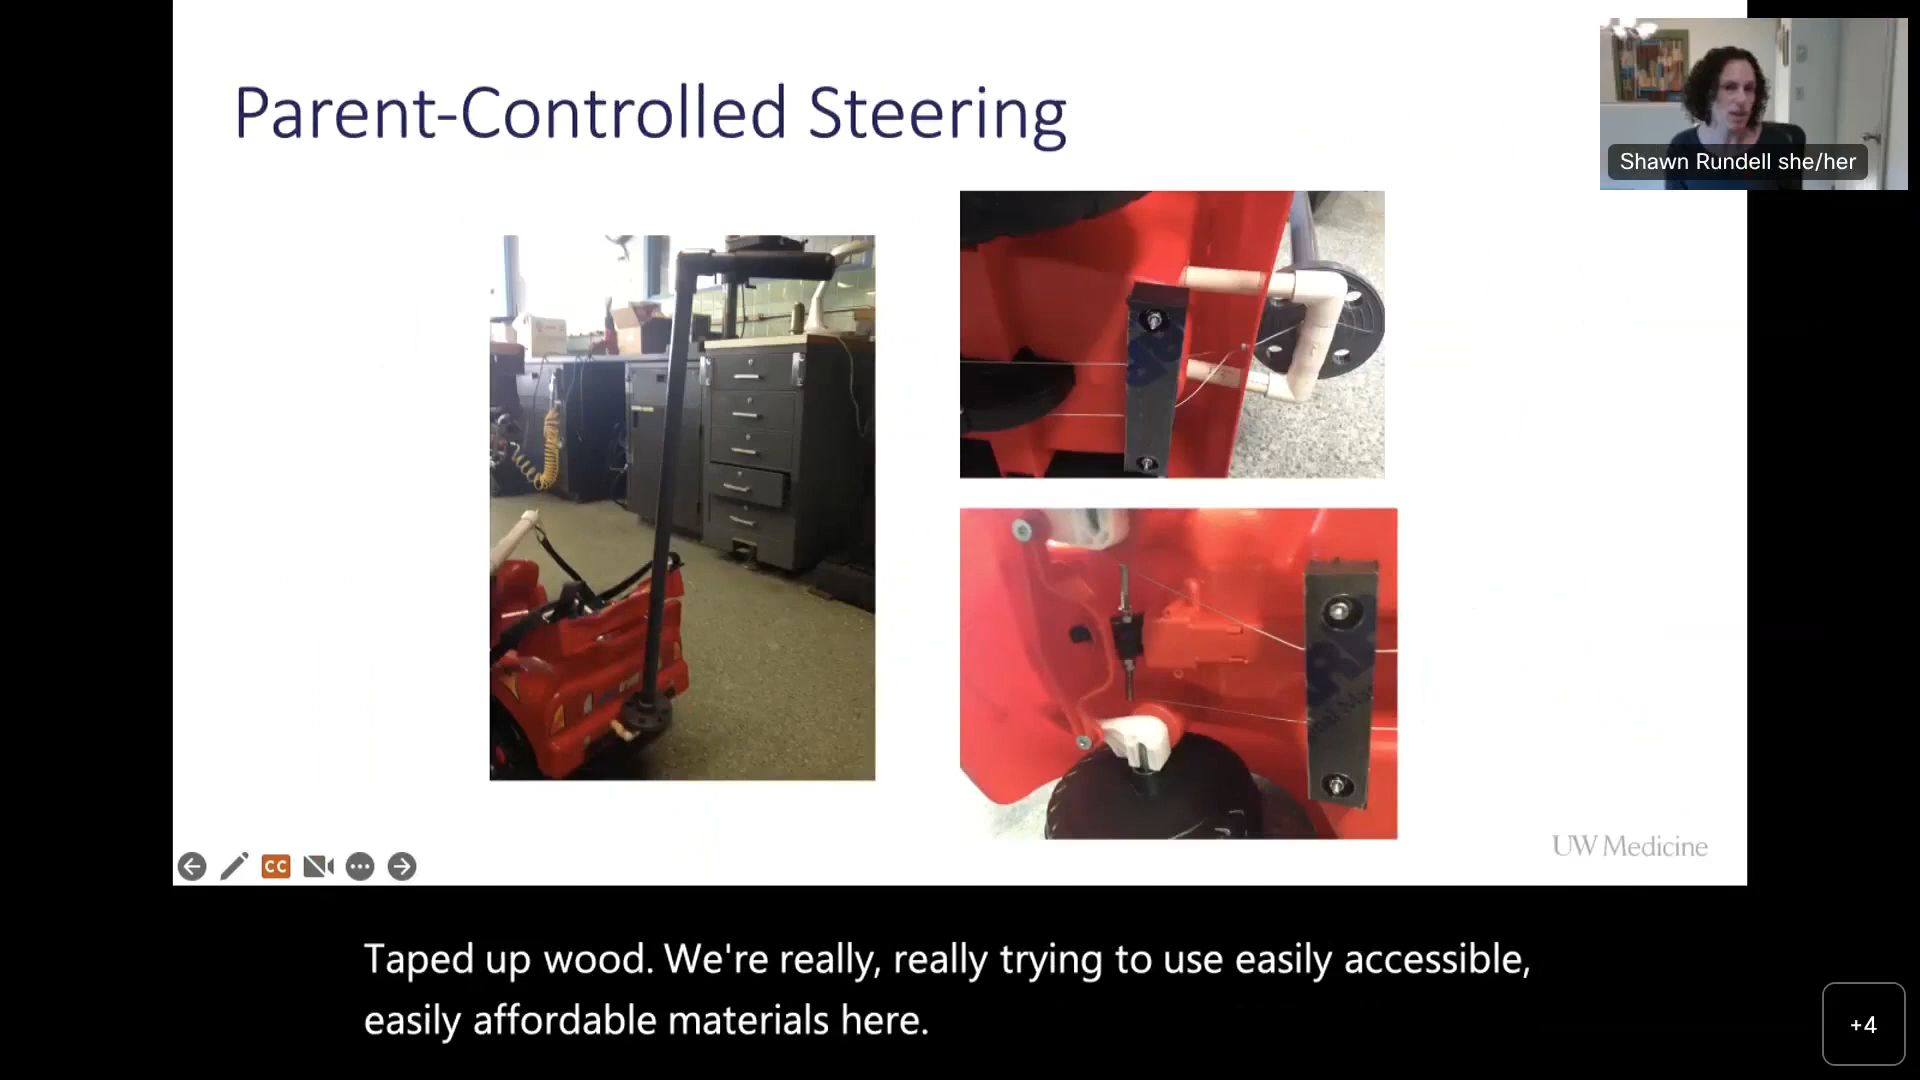 Parent-Controlled Steering
Shawn Rundell she/her
UW Medicine
CC
Taped up wood. We're really, really trying to use easily accessible,
easily affordable materials here.
+4